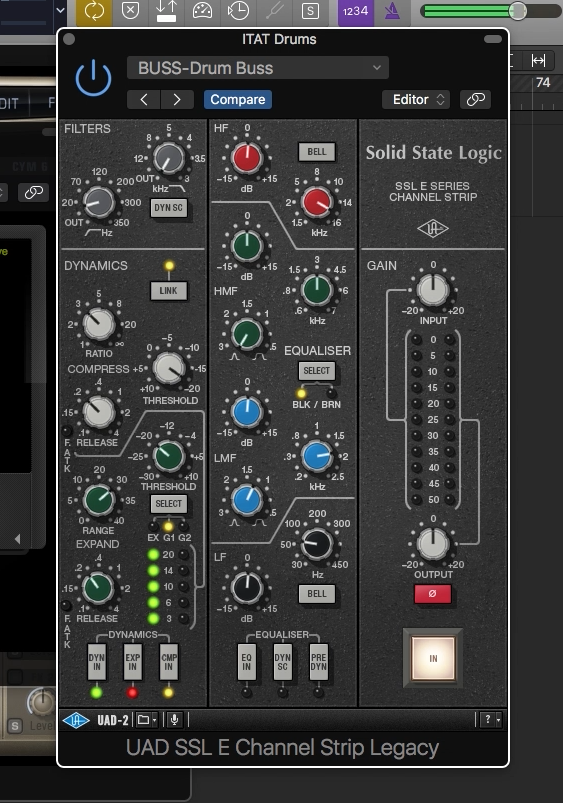 1234
S
ITAT Drums
74
BUSS-Drum Buss
Compare
Editor
DIT
FILTERS
5
8 4
12 3.5
OUT 3
kHz
DYN SC
120
70 200
20 300
OUT 350
Hz
DYNAMICS
LINK
5
3 8
2 20
∞
RATIO
COMPRESS
-5
+5 -15
+10 -20
THRESHOLD
.4
.2 1
.15 2
.1 4
RELEASE
F.ATK
-12
-20
-25 +5
THRESHOLD
20
10 30
5 35
0 40
RANGE
SELECT
EX G1 G2
EXPAND
20
14
10
6
3
.4
.2 1
.15 2
.1 4
RELEASE
F.ATK
DYNAMICS
DYN IN
EXP IN
CMP IN
HF
0
-15 +15
dB
BELL
8
5 10
2 14
1.5 16
kHz
0
-15 +15
dB
HMF
3
1.5 4.5
.8 6
.6 7
kHz
1.5
2 1
3 .5
EQUALISER
SELECT
BLK / BRN
0
-15 +15
dB
LMF
1
.8 1.5
.3 2
.2 2.5
kHz
1.5
2 1
3 .5
200
100 300
50
30 450
Hz
LF
0
-15 +15
dB
BELL
EQUALISER
EQ IN
DYN SC
PRE DYN
Solid State Logic
SSL E SERIES
CHANNEL STRIP
UA
GAIN
0
-20 +20
INPUT
0
5
10
15
20
25
30
35
40
45
50
0
-20 +20
OUTPUT
Ø
IN
S
Level
UA
UAD-2
?
UAD SSL E Channel Strip Legacy